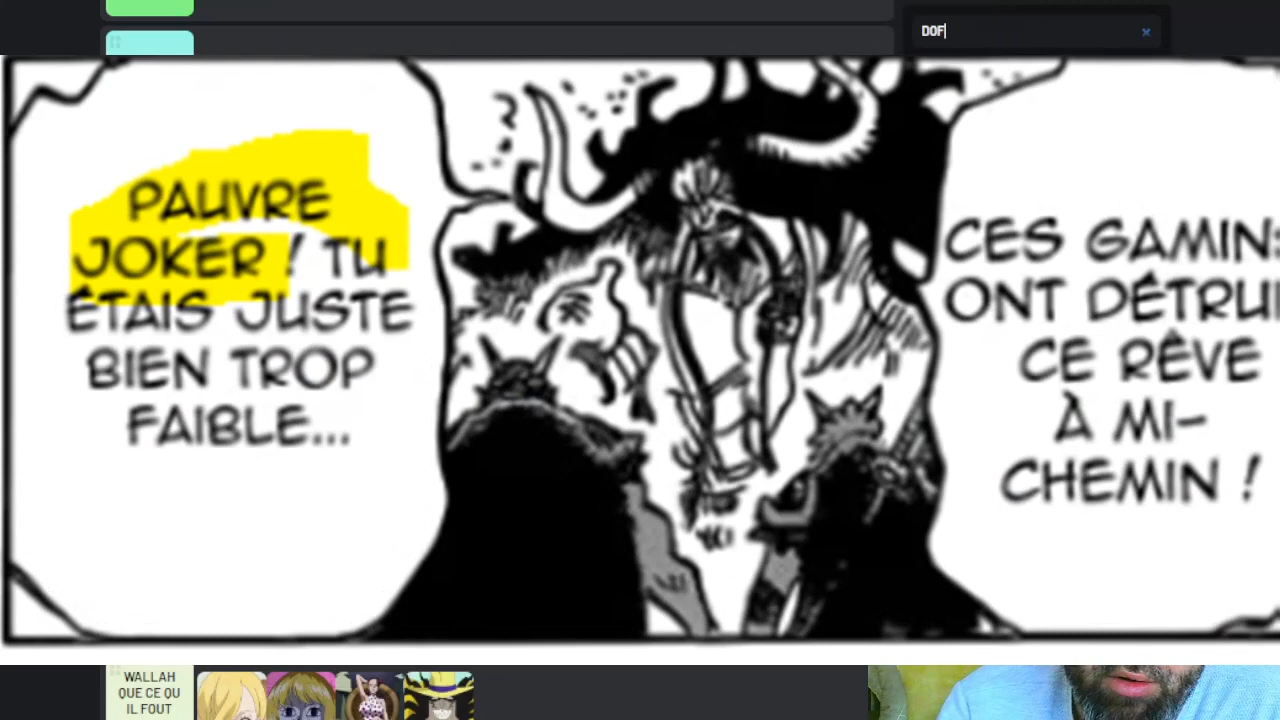 DOF
PAUVRE
JOKER ! TU
ÉTAIS JUSTE
BIEN TROP
FAIBLE...
CES GAMINS
ONT DÉTRUI
CE RÊVE
À MI-
CHEMIN !
WALLAH
QUE CE QU
IL FOUT